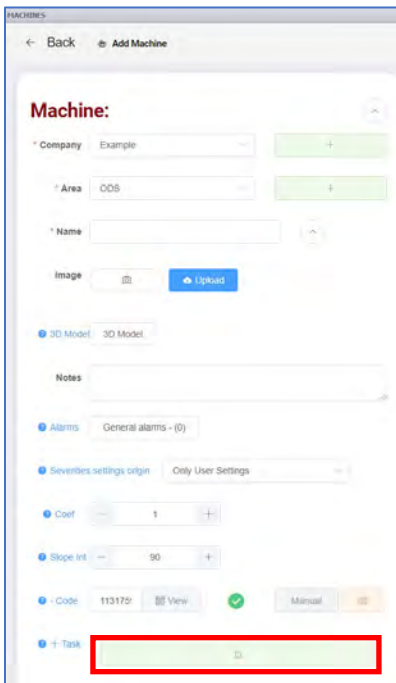 MACHINES
← Back Add Machine
Machine:
* Company Example +
* Area ODS +
* Name
Image Upload
? 3D Model 3D Model
Notes
? Alarms General alarms - (0)
? Severities settings origin Only User Settings
? Coef − 1 +
? Slope Int − 90 +
? - Code 113175 View Manual
? + Task